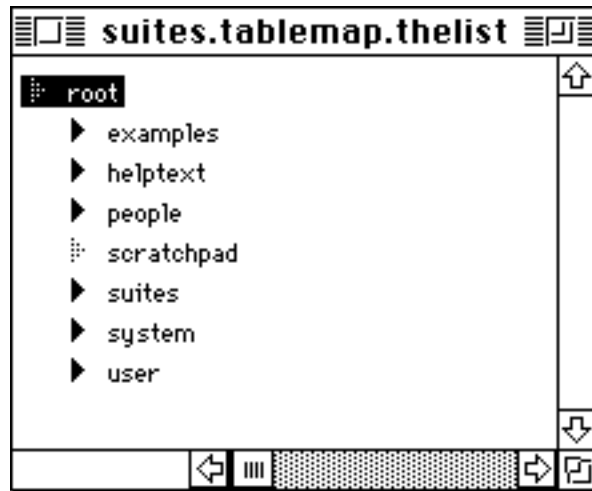 suites.tablemap.thelist
root
examples
helptext
people
scratchpad
suites
system
user